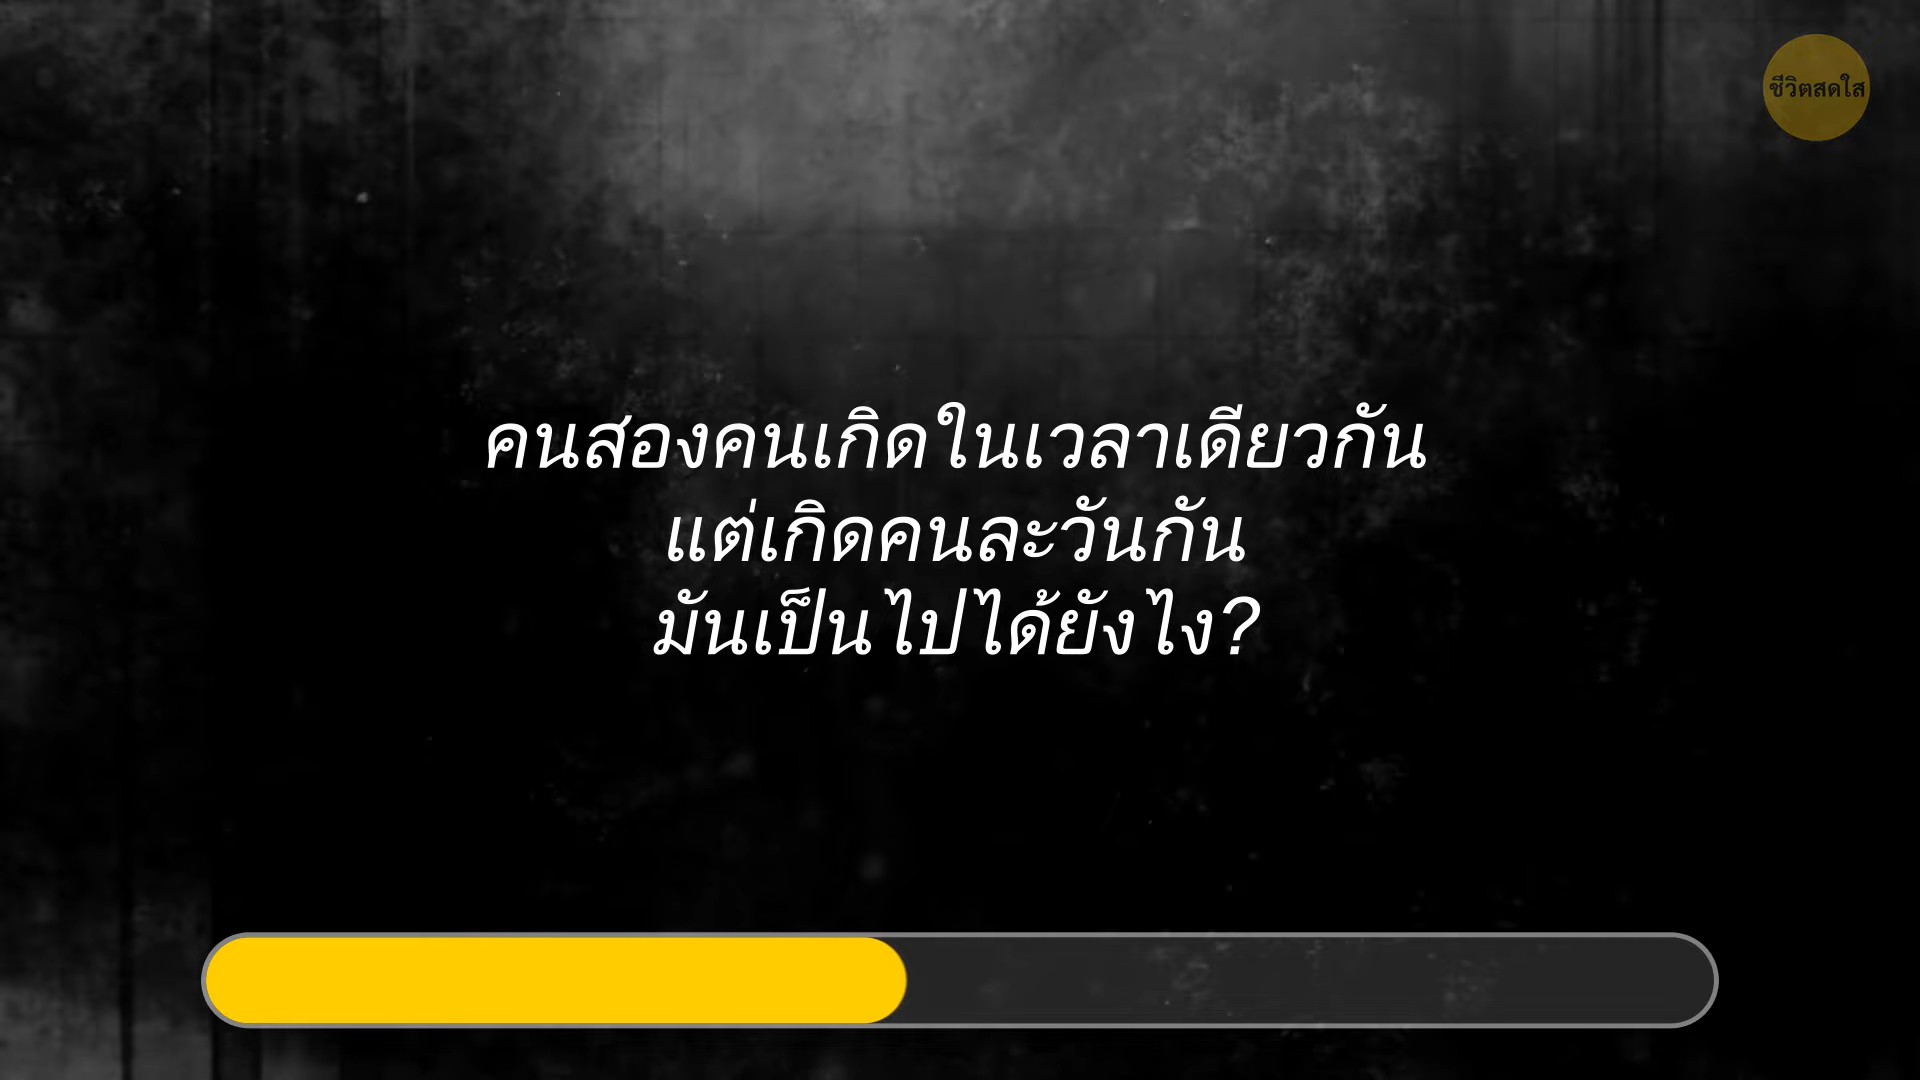 ชีวิตสดใส
คนสองคนเกิดในเวลาเดียวกัน
แต่เกิดคนละวันกัน
มันเป็นไปได้ยังไง?